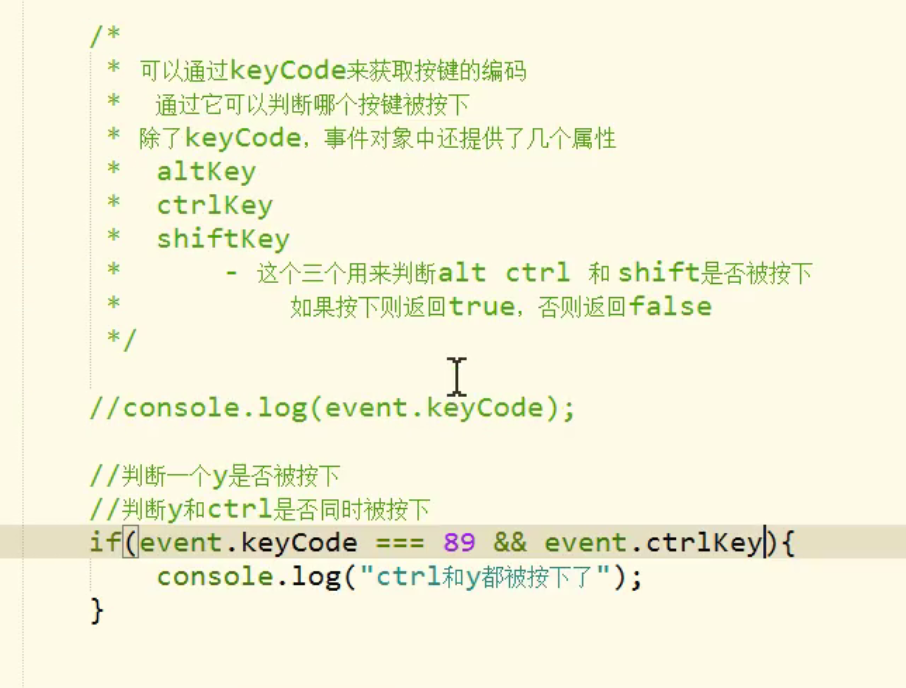 /*
* 可以通过keyCode来获取按键的编码
* 通过它可以判断哪个按键被按下
* 除了keyCode，事件对象中还提供了几个属性
* altKey
* ctrlKey
* shiftKey
* - 这个三个用来判断alt ctrl 和 shift是否被按下
* 如果按下则返回true，否则返回false
*/
//console.log(event.keyCode);
//判断一个y是否被按下
//判断y和ctrl是否同时被按下
if(event.keyCode === 89 && event.ctrlKey){
console.log("ctrl和y都被按下了");
}